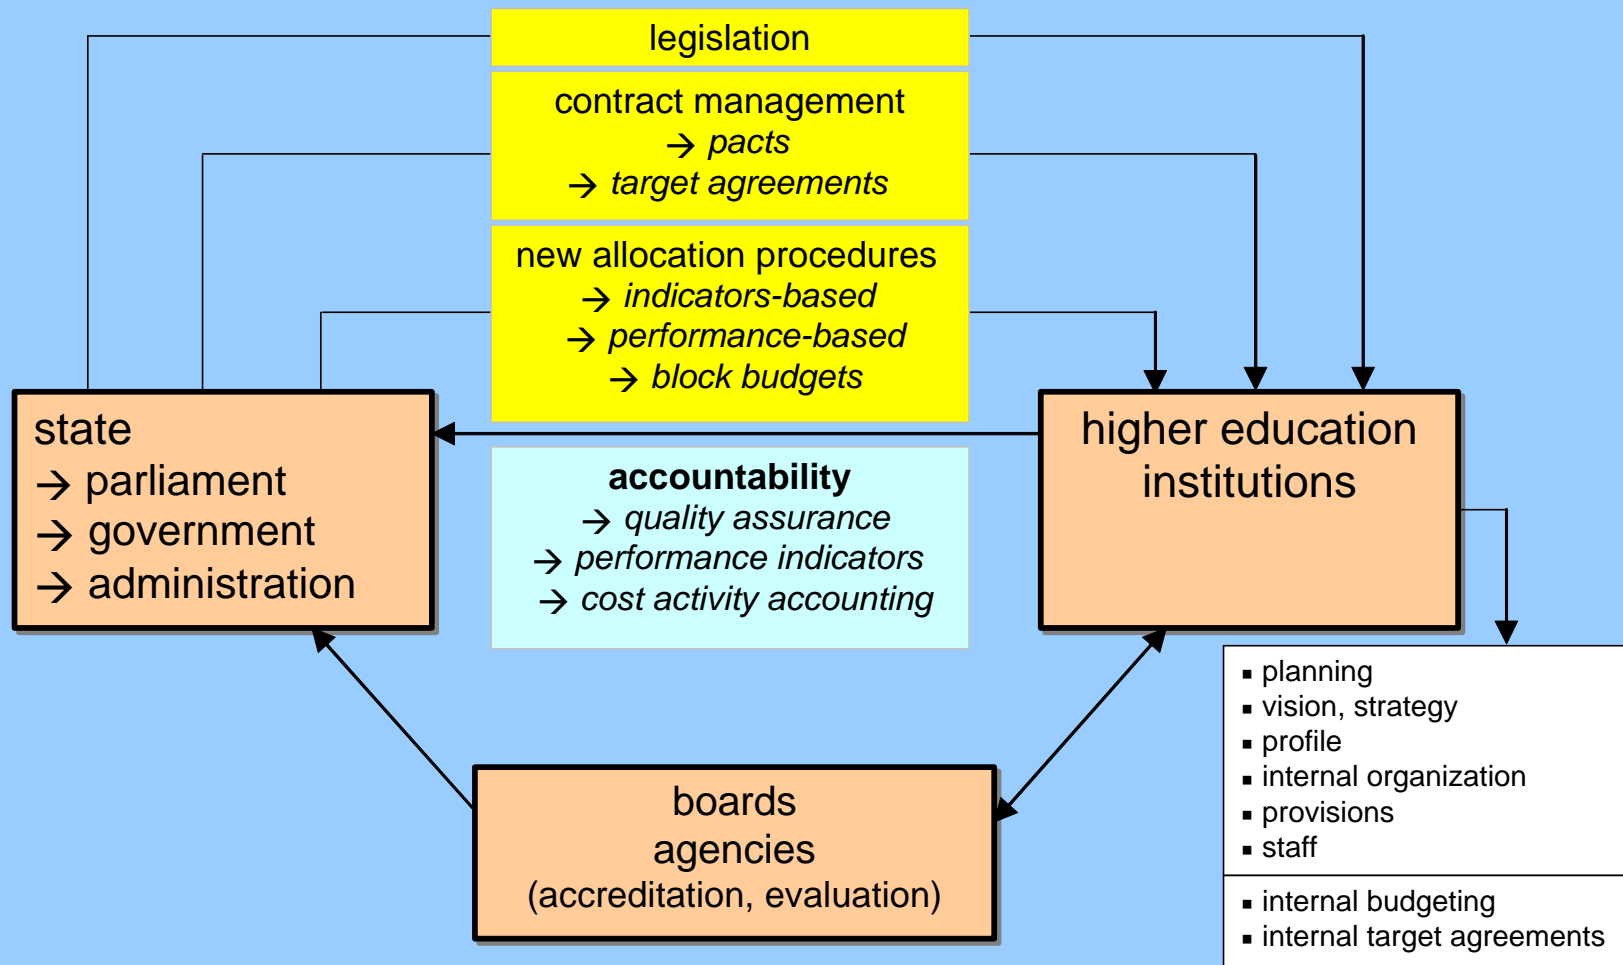 legislation
contract management
→ pacts
→ target agreements
new allocation procedures
→ indicators-based
→ performance-based
→ block budgets
state
→ parliament
→ government
→ administration
accountability
→ quality assurance
→ performance indicators
→ cost activity accounting
higher education
institutions
boards
agencies
(accreditation, evaluation)
▪ planning
▪ vision, strategy
▪ profile
▪ internal organization
▪ provisions
▪ staff
▪ internal budgeting
▪ internal target agreements